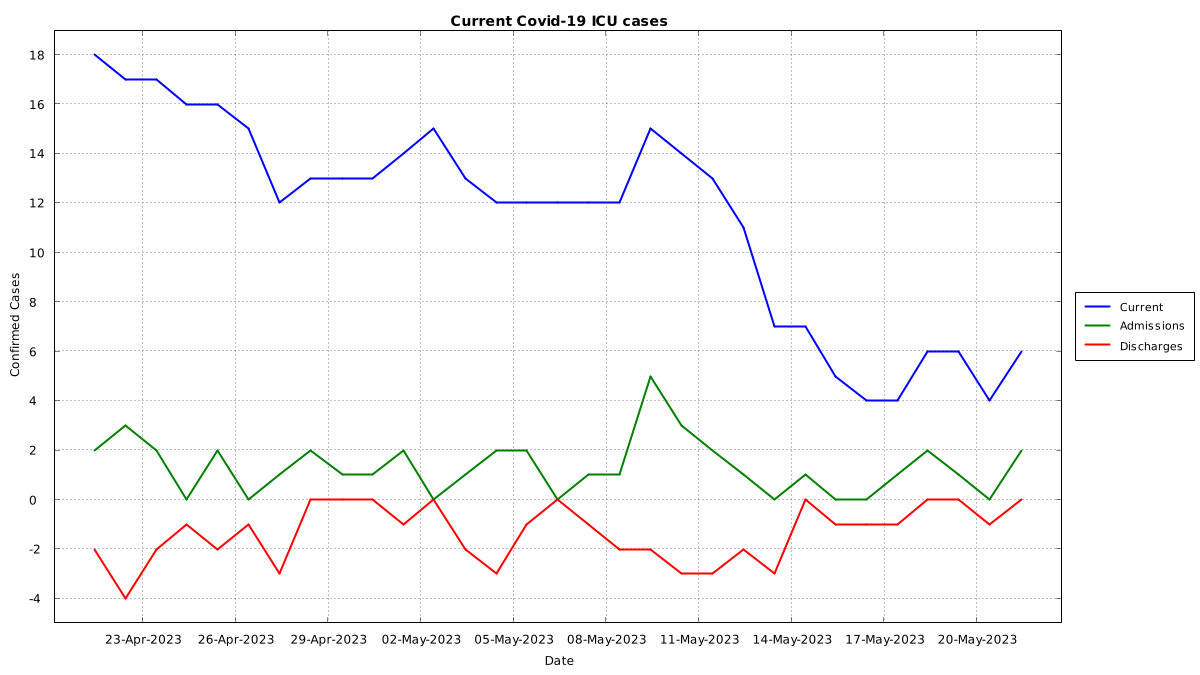 Current Covid-19 ICU cases
Confirmed Cases
18
16
14
12
10
8
6
4
2
0
-2
-4
23-Apr-2023 26-Apr-2023 29-Apr-2023 02-May-2023 05-May-2023 08-May-2023 11-May-2023 14-May-2023 17-May-2023 20-May-2023
Date
Current
Admissions
Discharges